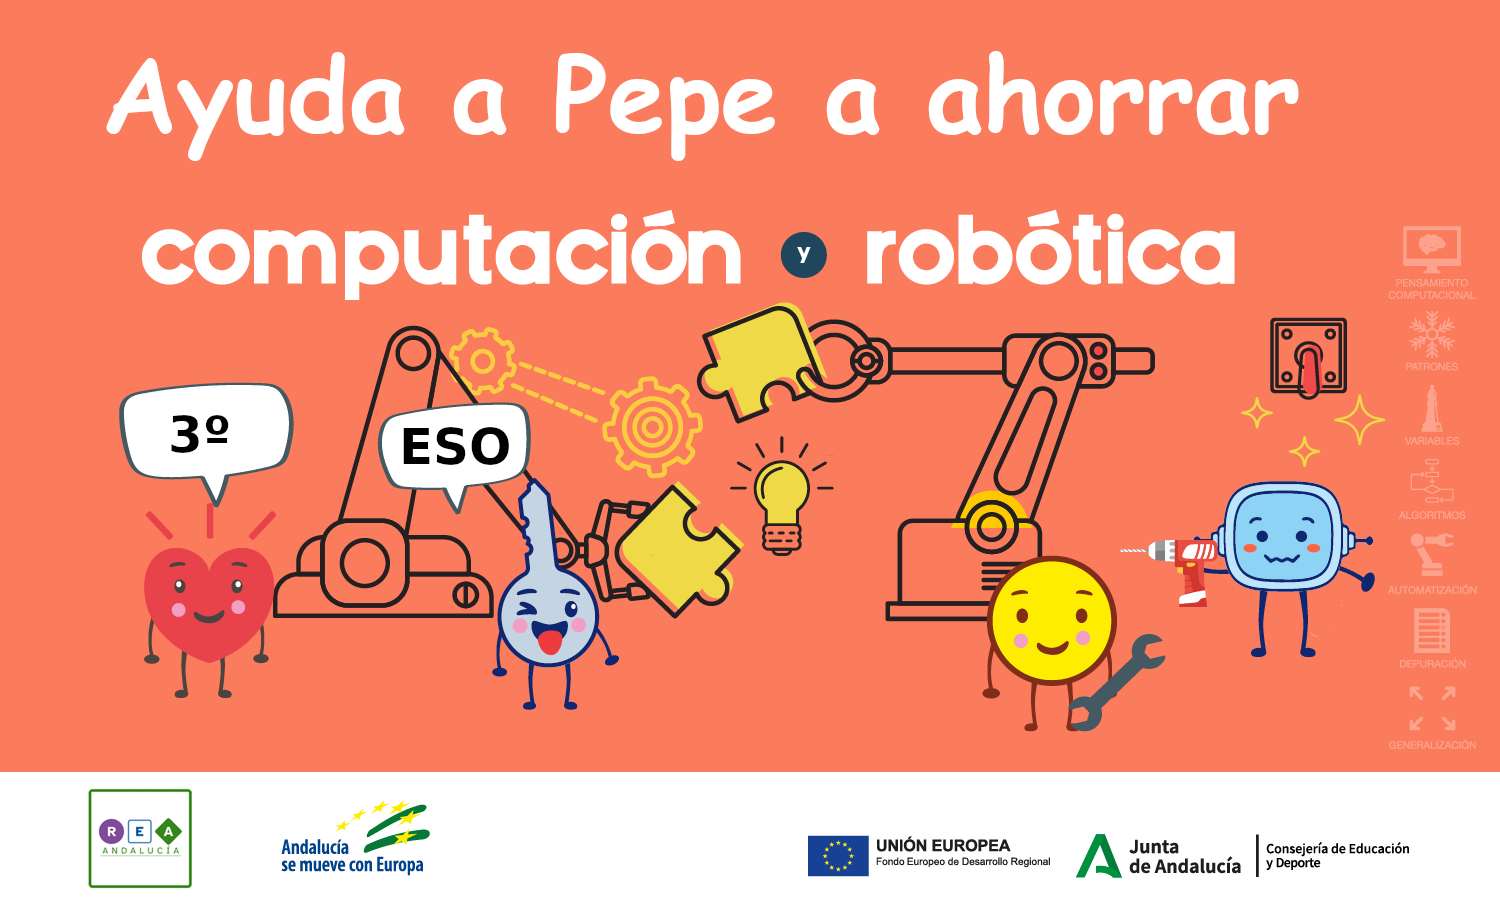 Ayuda a Pepe a ahorrar
computación y robótica
3º
ESO
PENSAMIENTO
COMPUTACIONAL
PATRONES
VARIABLES
ALGORITMOS
AUTOMATIZACIÓN
DEPURACIÓN
GENERALIZACIÓN
R E A
ANDALUCÍA
Andalucía
se mueve con Europa
UNIÓN EUROPEA
Fondo Europeo de Desarrollo Regional
Junta
de Andalucía
Consejería de Educación
y Deporte